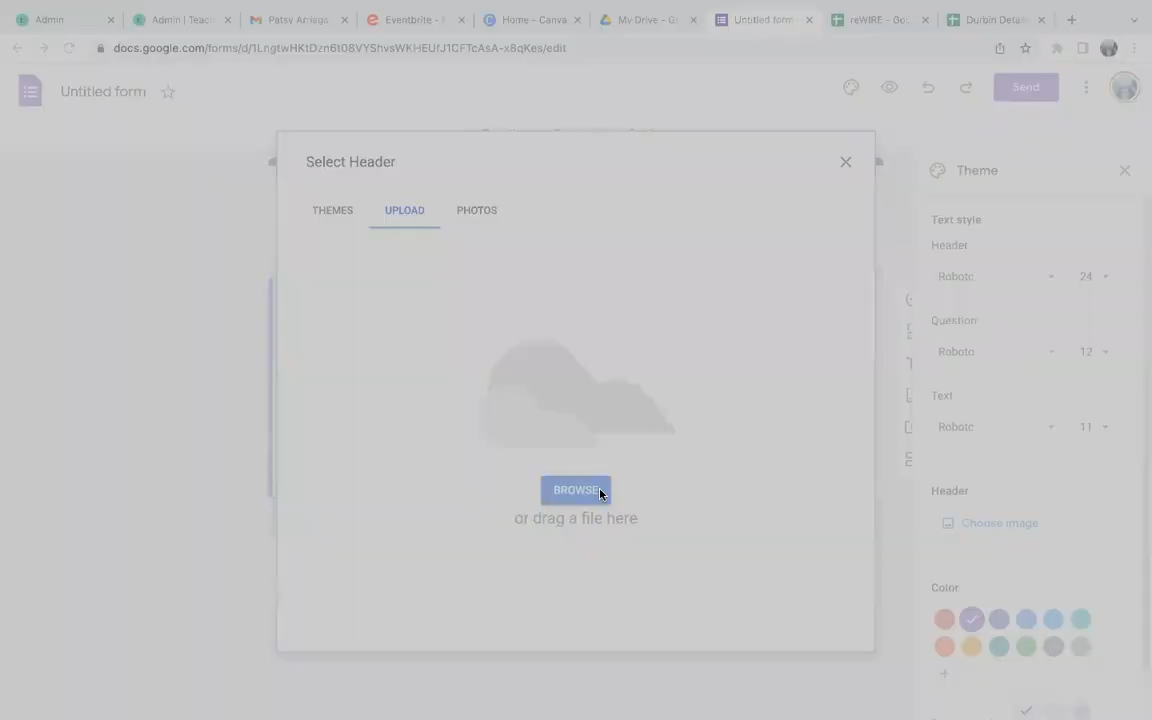 Admin
Admin | Teac
Patsy Arriaga
Eventbrite -
Home - Canva
My Drive - G
Untitled form
reWIRE - Go
Durbin Detai
docs.google.com/forms/d/1LngtwHKtDzn6t08VYShvsWKHEUfJ1CFTcAsA-x8qKes/edit
Untitled form
Send
Select Header
THEMES
UPLOAD
PHOTOS
BROWSE
or drag a file here
Theme
Text style
Header
Roboto 24
Question
Roboto 12
Text
Roboto 11
Header
Choose image
Color